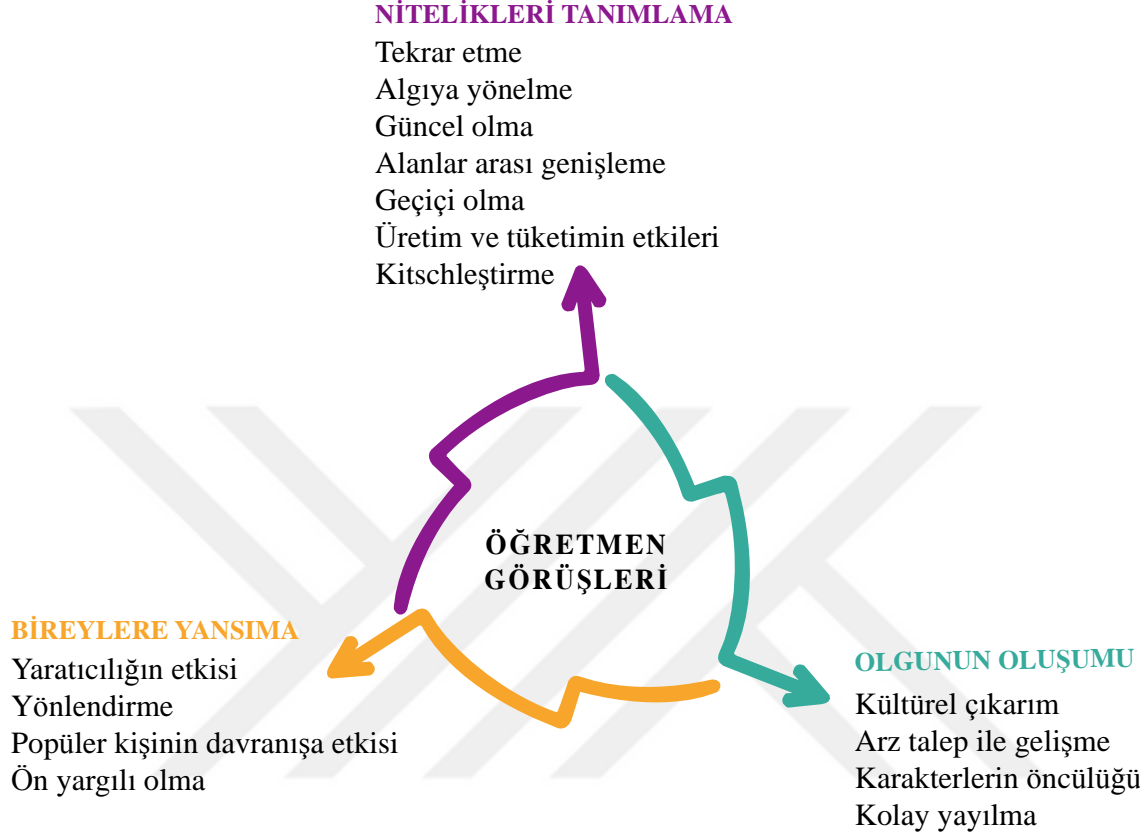 NİTELİKLERİ TANIMLAMA
Tekrar etme
Algıya yönelme
Güncel olma
Alanlar arası genişleme
Geçiçi olma
Üretim ve tüketimin etkileri
Kitschleştirme
ÖĞRETMEN
GÖRÜŞLERİ
BİREYLERE YANSIMA
Yaratıcılığın etkisi
Yönlendirme
Popüler kişinin davranışa etkisi
Ön yargılı olma
OLGUNUN OLUŞUMU
Kültürel çıkarım
Arz talep ile gelişme
Karakterlerin öncülüğü
Kolay yayılma